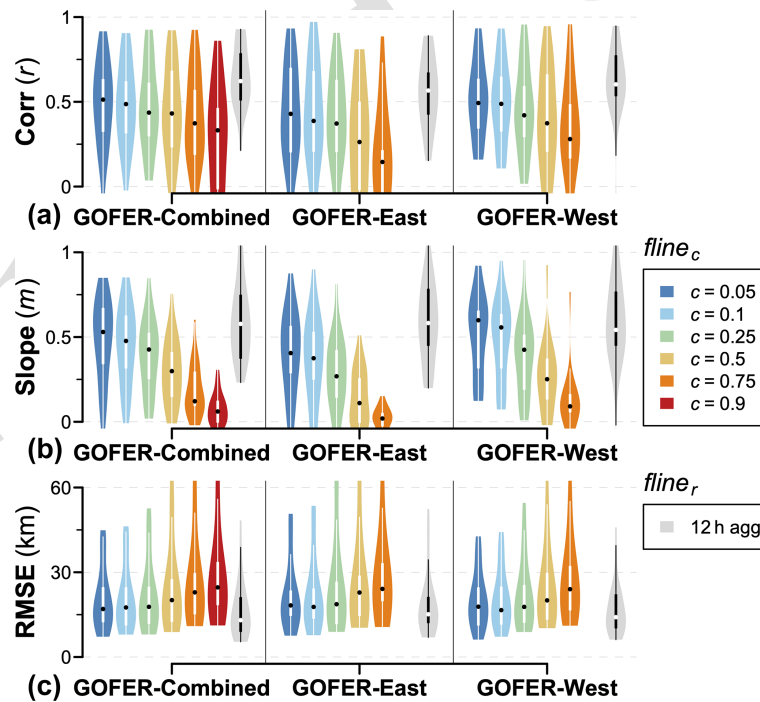 1
0.5
0
Corr (r)
(a) GOFER-Combined GOFER-East GOFER-West
1
0.5
0
Slope (m)
(b) GOFER-Combined GOFER-East GOFER-West
60
30
0
RMSE (km)
(c) GOFER-Combined GOFER-East GOFER-West
fline_c
c = 0.05
c = 0.1
c = 0.25
c = 0.5
c = 0.75
c = 0.9
fline_r
12 h agg